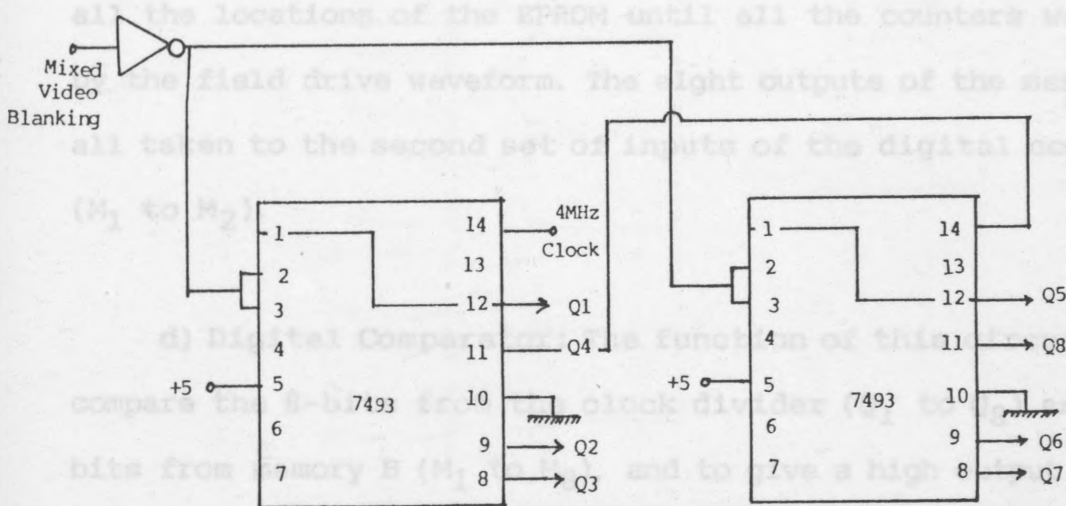 all the locations of the EPROM until all the counters
by the field drive waveform. The eight outputs of the
all taken to the second set of inputs of the digital
(M1 to M2).
d) Digital Comparator: The function of this
compare the 8-bits from the clock divider (Q1 to Q8)
bits from memory B (M1 to M8) and to give a high output
Mixed
Video
Blanking
1
2
3
4
5
6
7
+5
7493
14
13
12
11
10
9
8
4MHz
Clock
Q1
Q4
Q2
Q3
1
2
3
4
5
6
7
+5
7493
14
13
12
11
10
9
8
Q5
Q8
Q6
Q7